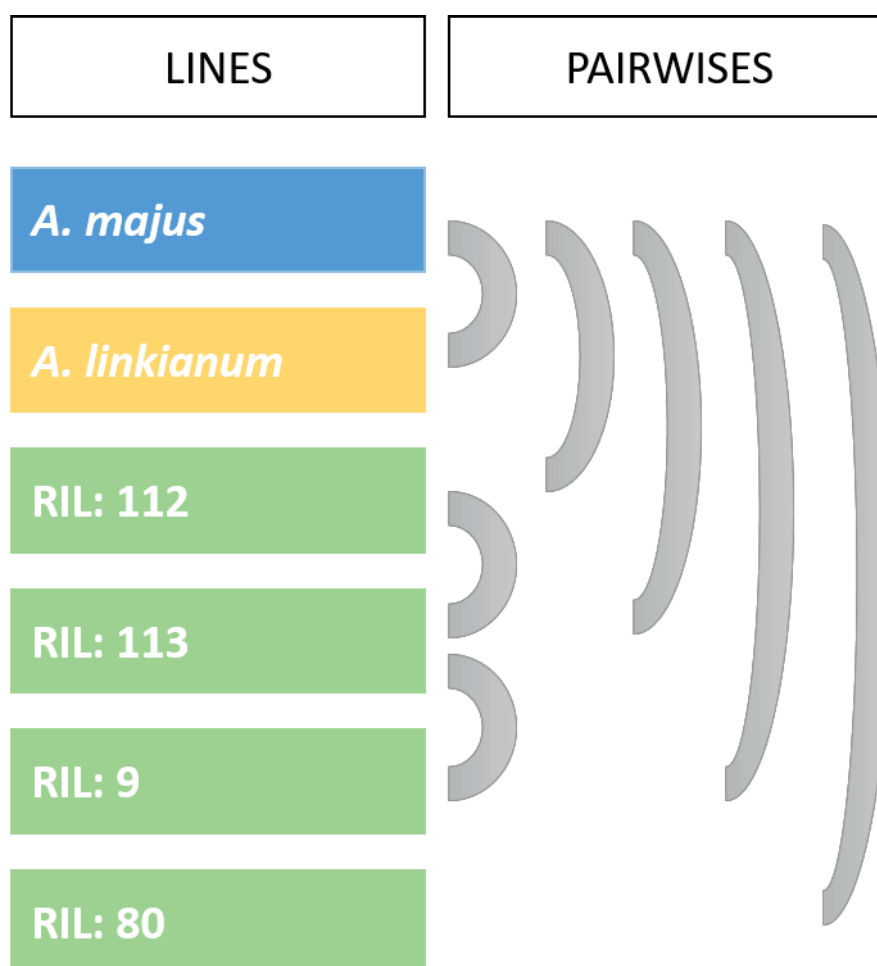 LINES
PAIRWISES
A. majus
A. linkianum
RIL: 112
RIL: 113
RIL: 9
RIL: 80